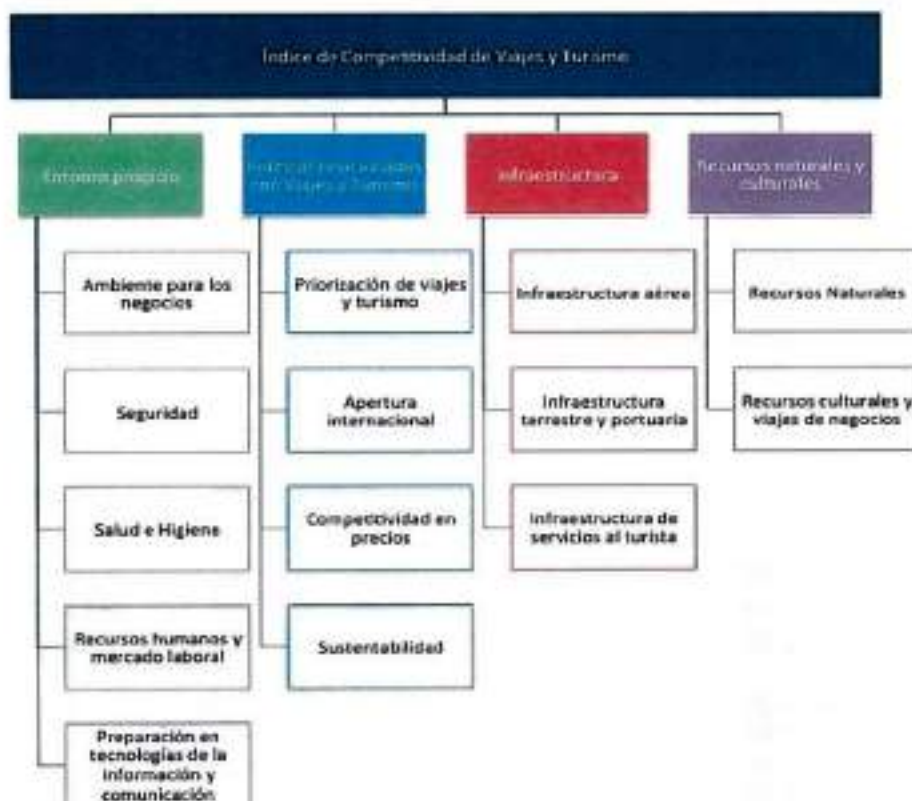 Índice de Competitividad de Viajes y Turismo
Entorno propicio
con Viajes y Turismo
Infraestructura
Recursos naturales y
culturales
Ambiente para los
negocios
Priorización de viajes
y turismo
Infraestructura aérea
Recursos Naturales
Seguridad
Apertura
internacional
Infraestructura
terrestre y portuaria
Recursos culturales y
viajes de negocios
Salud e Higiene
Competitividad en
precios
Infraestructura de
servicios al turista
Recursos humanos y
mercado laboral
Sustentabilidad
Preparación en
tecnologías de la
información y
comunicación